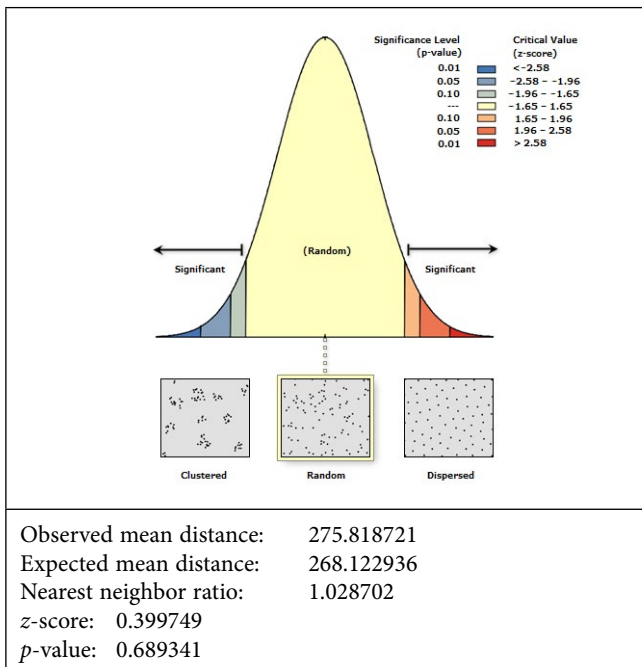 Significance Level Critical Value
(p-value) (z-score)
0.01 <-2.58
0.05 -2.58 – -1.96
0.10 -1.96 – -1.65
--- -1.65 – 1.65
0.10 1.65 – 1.96
0.05 1.96 – 2.58
0.01 > 2.58
(Random)
Significant Significant
Clustered Random Dispersed
Observed mean distance: 275.818721
Expected mean distance: 268.122936
Nearest neighbor ratio: 1.028702
z-score: 0.399749
p-value: 0.689341